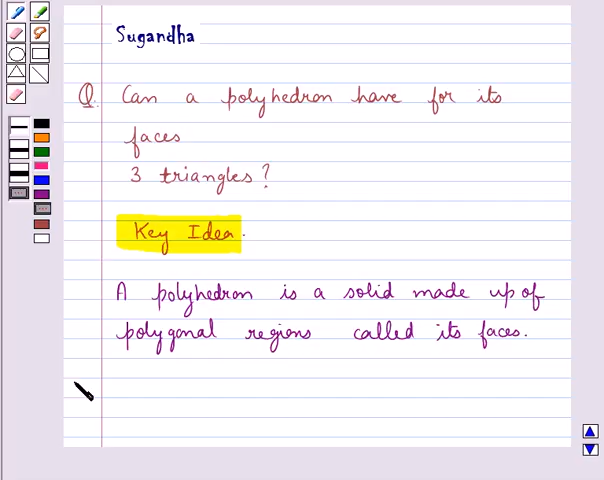 Sugandha
Q. Can a polyhedron have for its
faces
3 triangles?
Key Idea.
A polyhedron is a solid made up of
polygonal regions called its faces.